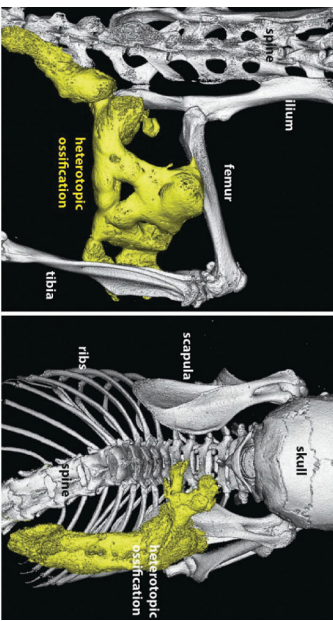 spine
ilium
femur
heterotopic
ossification
tibia
skull
scapula
ribs
spine
heterotopic
ossification